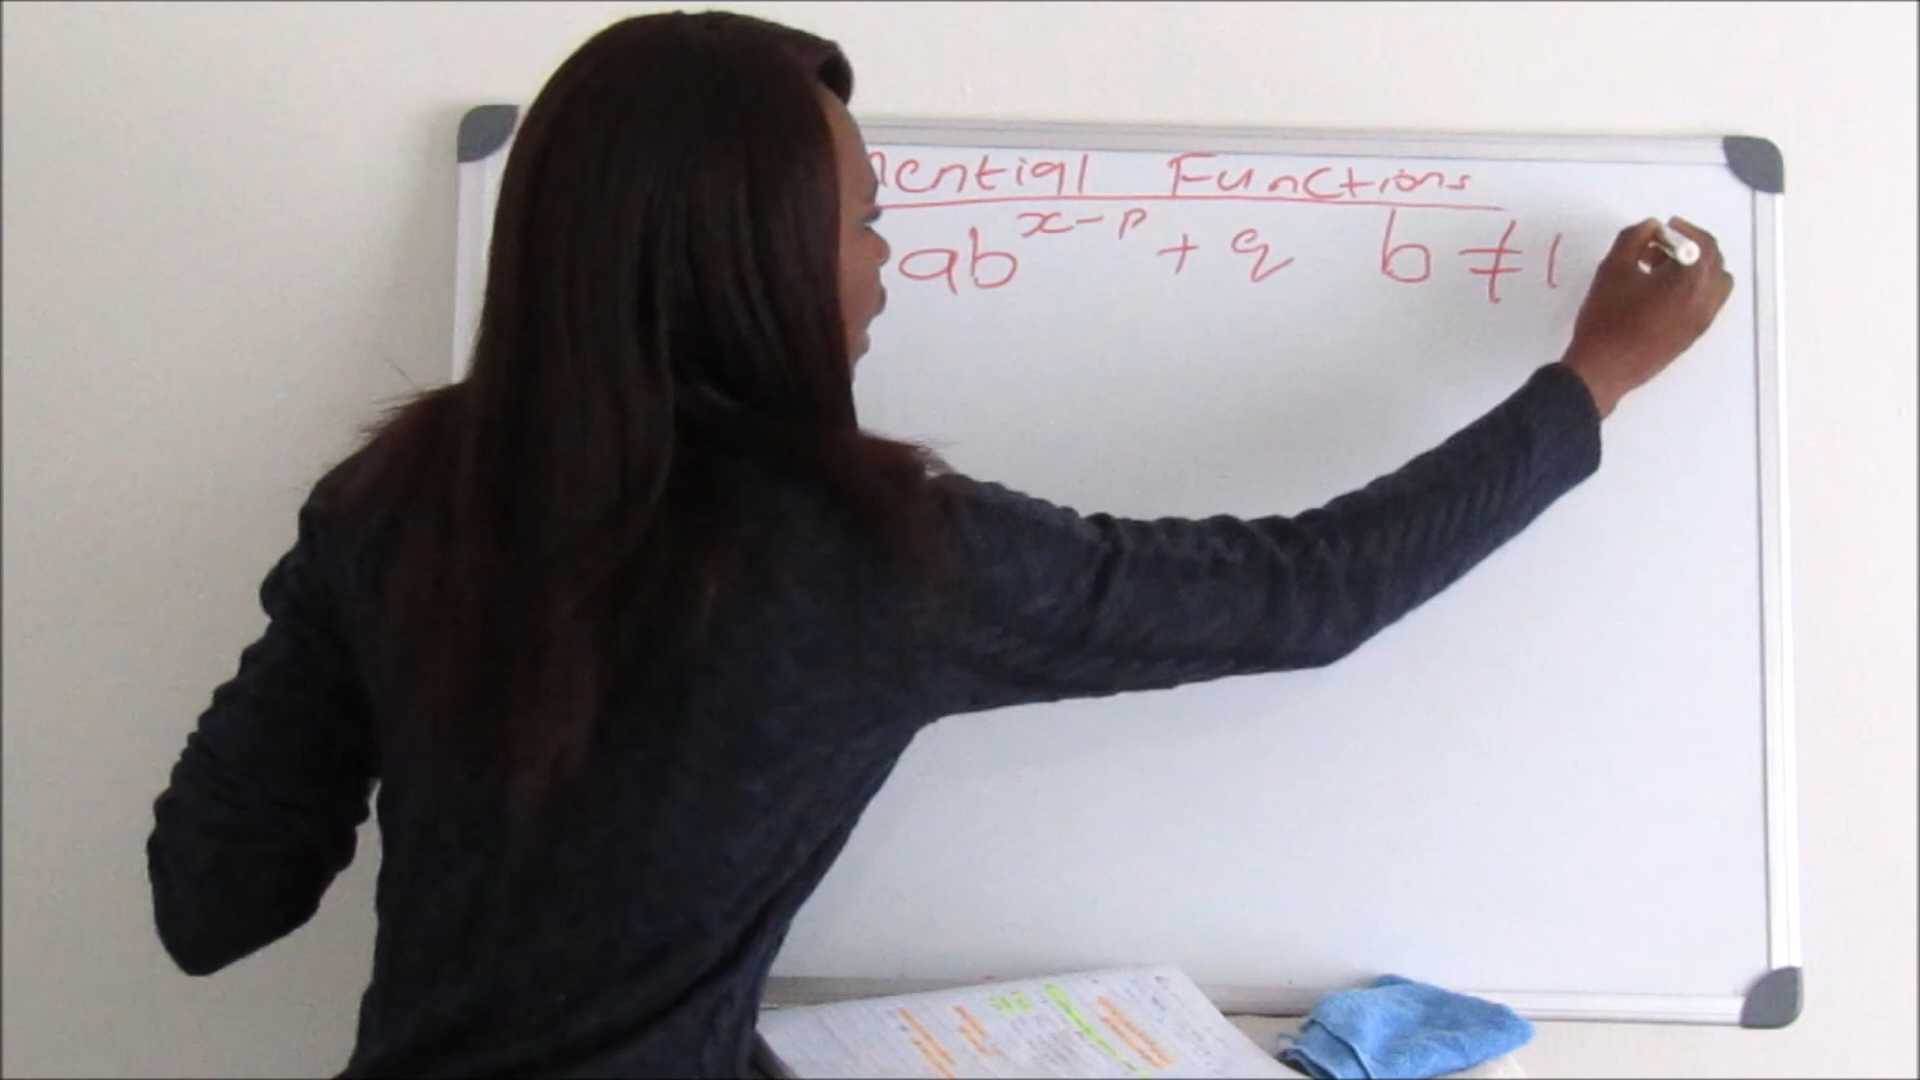 nential Functions
ab^{x-p} + q b ≠ 1